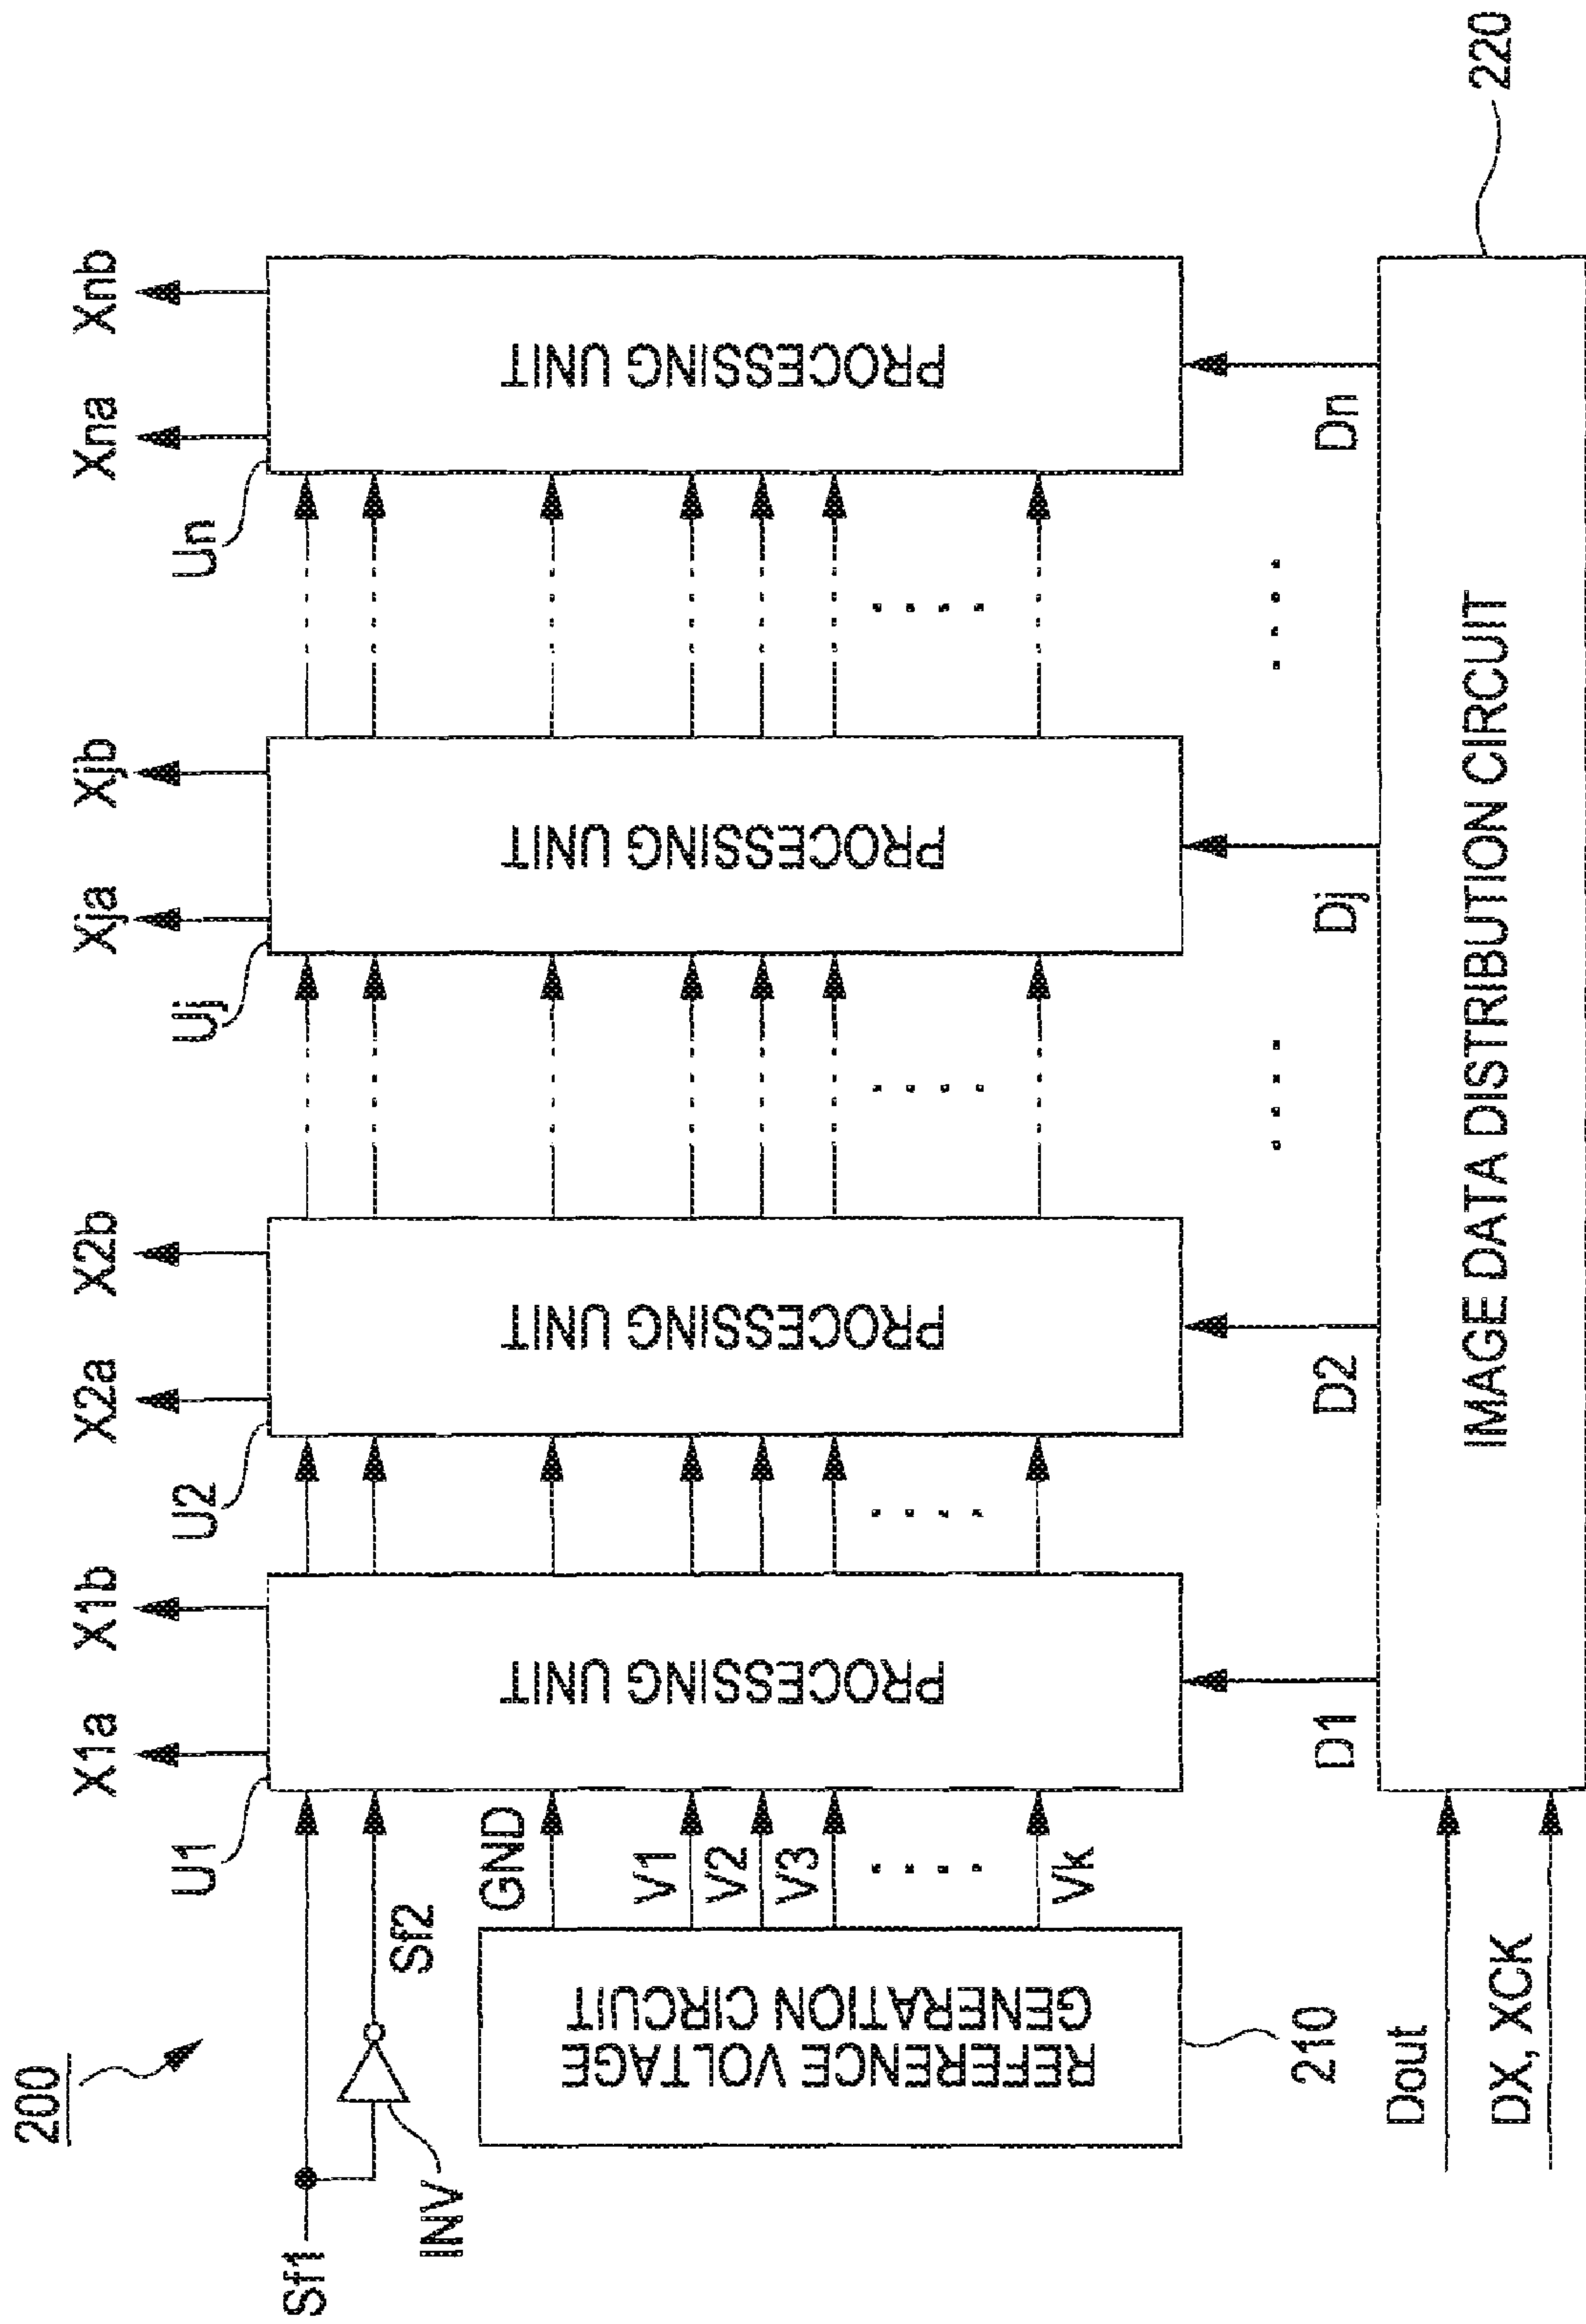 200
X1a
X1b
X2a
X2b
Xja
Xjb
Xna
Xnb
U1
U2
Uj
Un
Sf1
INV
Sf2
GND
V1
V2
V3
Vk
REFERENCE VOLTAGE
GENERATION CIRCUIT
210
PROCESSING
UNIT
PROCESSING
UNIT
PROCESSING
UNIT
PROCESSING
UNIT
D1
D2
Dj
Dn
Dout
DX, XCK
IMAGE DATA DISTRIBUTION CIRCUIT
220